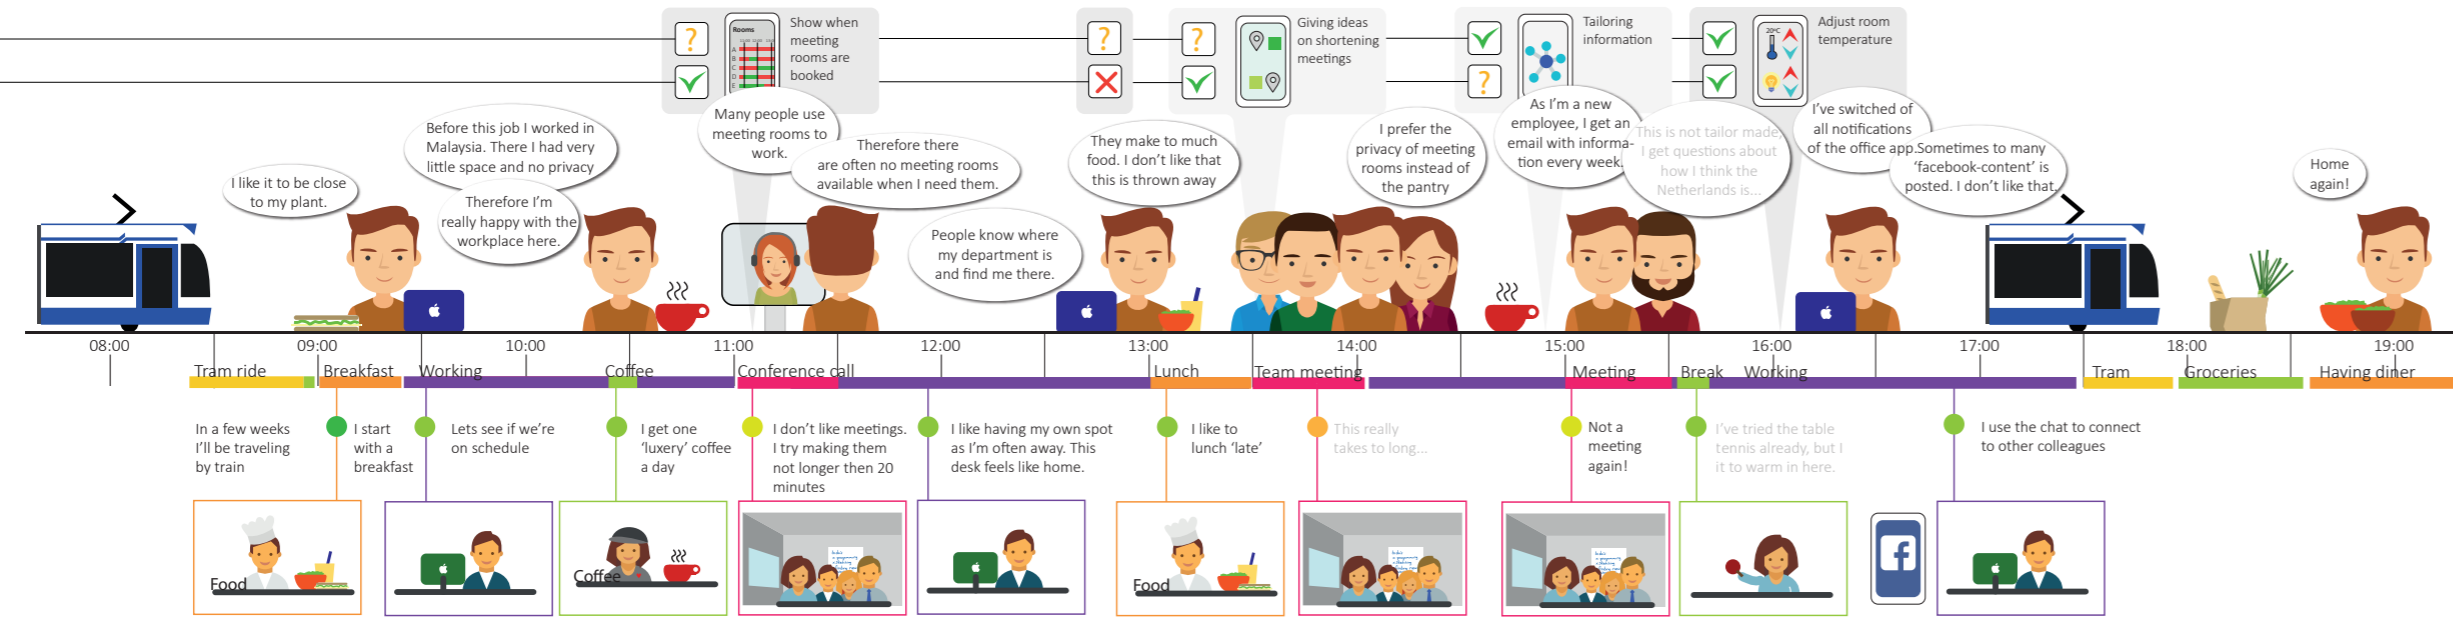 ?
Rooms
A
B
C
D
E
Show when
meeting
rooms are
booked
?
?
Giving ideas
on shortening
meetings
?
Tailoring
information
20°C
Adjust room
temperature
I like it to be close
to my plant.
Before this job I worked in
Malaysia. There I had very
little space and no privacy
Therefore I'm
really happy with the
workplace here.
Many people use
meeting rooms to
work.
Therefore there
are often no meeting rooms
available when I need them.
People know where
my department is
and find me there.
They make to much
food. I don't like that
this is thrown away
I prefer the
privacy of meeting
rooms instead of
the pantry
As I'm a new
employee, I get an
email with informa-
tion every week.
This is not tailor made,
I get questions about
how I think the
Netherlands is...
I've switched of
all notifications
of the office app.
Sometimes to many
'facebook-content' is
posted. I don't like that.
Home
again!
08:00
09:00
10:00
11:00
12:00
13:00
14:00
15:00
16:00
17:00
18:00
19:00
Tram ride
Breakfast
Working
Coffee
Conference call
Lunch
Team meeting
Meeting
Break
Working
Tram
Groceries
Having diner
In a few weeks
I'll be traveling
by train
I start
with a
breakfast
Lets see if we're
on schedule
I get one
'luxery' coffee
a day
I don't like meetings.
I try making them
not longer then 20
minutes
I like having my own spot
as I'm often away. This
desk feels like home.
I like to
lunch 'late'
This really
takes to long...
Not a
meeting
again!
I've tried the table
tennis already, but I
it to warm in here.
I use the chat to connect
to other colleagues
Food
Coffee
Food
f